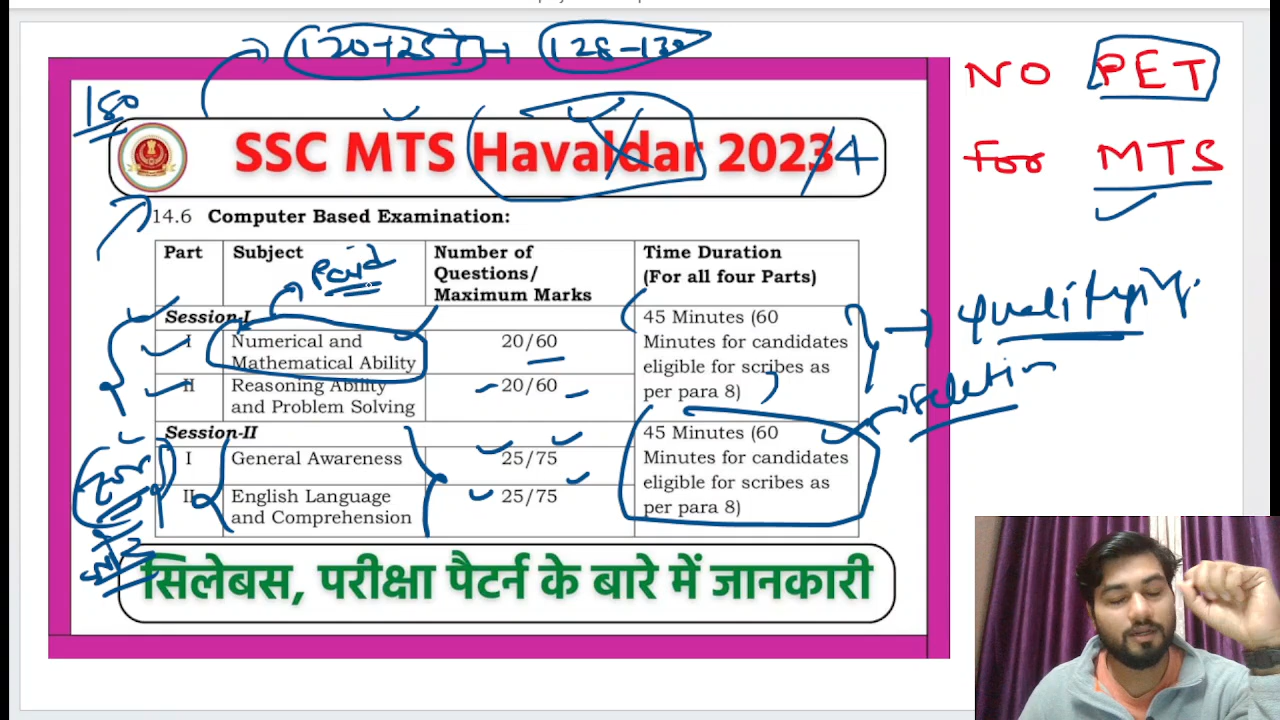 [120+125] → 128-130
150
NO PET
For MTS
SSC MTS Havaldar 2023/4
14.6 Computer Based Examination:
Part Subject Number of Questions/ Maximum Marks Time Duration (For all four Parts)
Paid
Session-I
I Numerical and Mathematical Ability 20/60 45 Minutes (60 Minutes for candidates eligible for scribes as per para 8)
II Reasoning Ability and Problem Solving 20/60
Qualifying
Selection
Session-II
I General Awareness 25/75 45 Minutes (60 Minutes for candidates eligible for scribes as per para 8)
II English Language and Comprehension 25/75
सिलेबस, परीक्षा पैटर्न के बारे में जानकारी